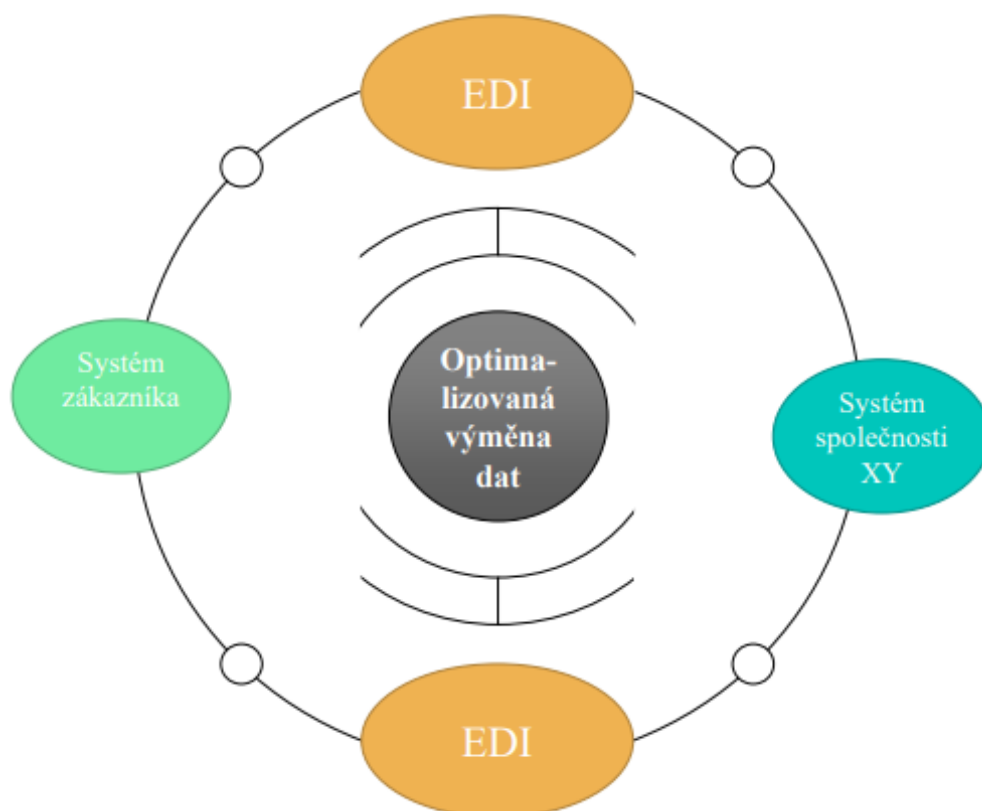 EDI
Systém
zákazníka
Optima-
lizovaná
výměna
dat
Systém
společnosti
XY
EDI